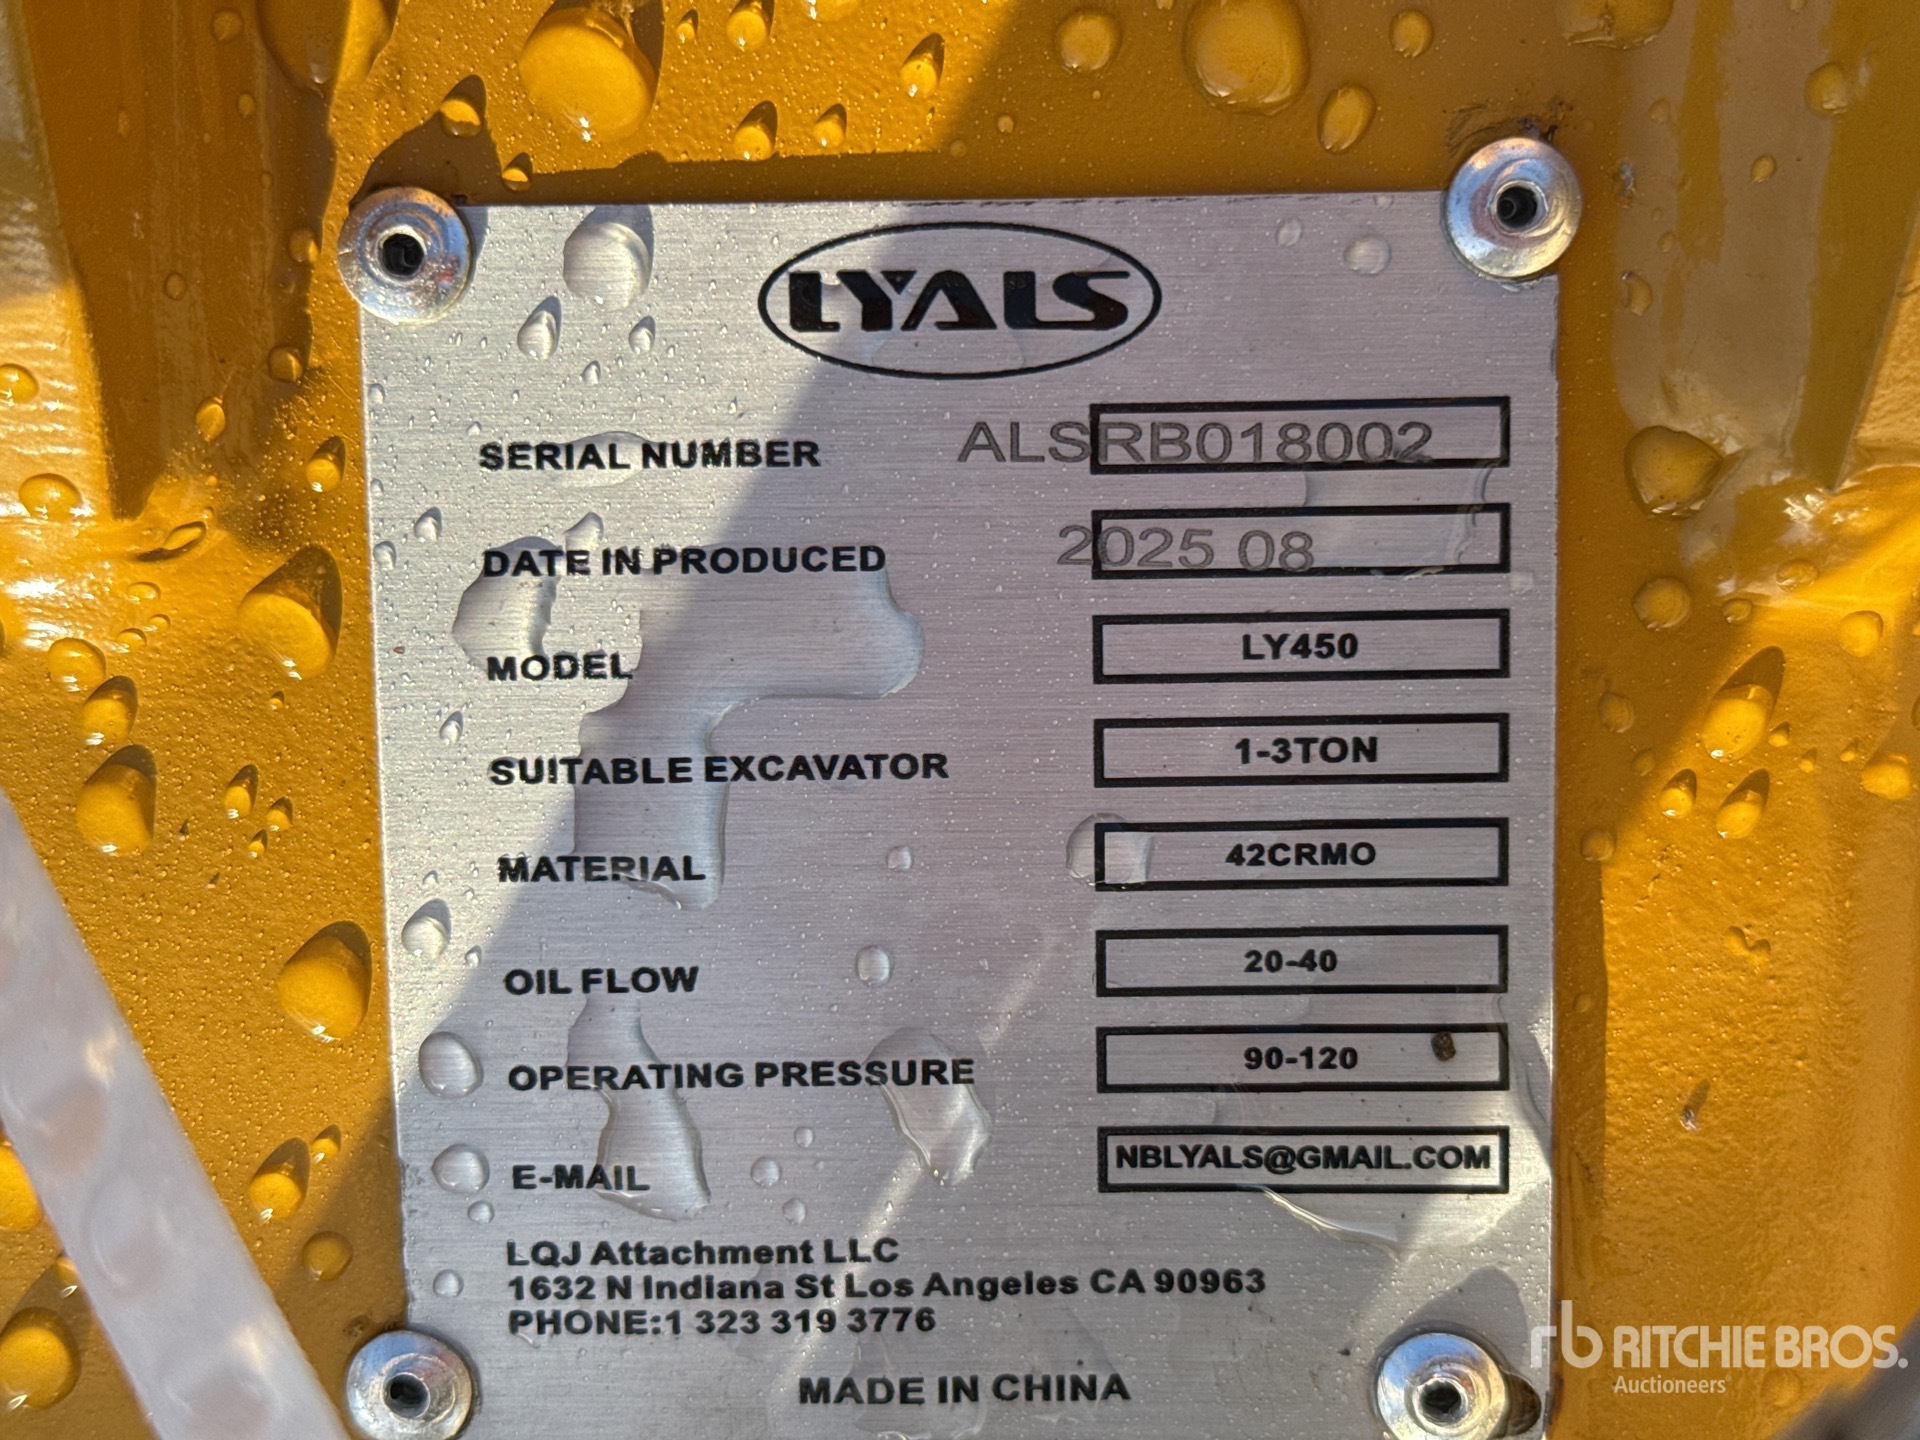 LYALS
SERIAL NUMBER ALSRB018002
DATE IN PRODUCED 2025 08
MODEL LY450
SUITABLE EXCAVATOR 1-3TON
MATERIAL 42CRMO
OIL FLOW 20-40
OPERATING PRESSURE 90-120
E-MAIL NBLYALS@GMAIL.COM
LQJ Attachment LLC
1632 N Indiana St Los Angeles CA 90963
PHONE:1 323 319 3776
MADE IN CHINA
rb RITCHIE BROS.
Auctioneers